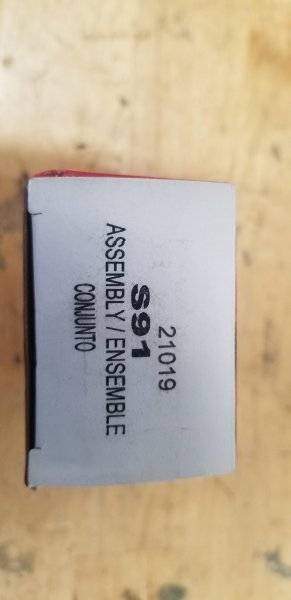 21019
S91
ASSEMBLY / ENSEMBLE
CONJUNTO